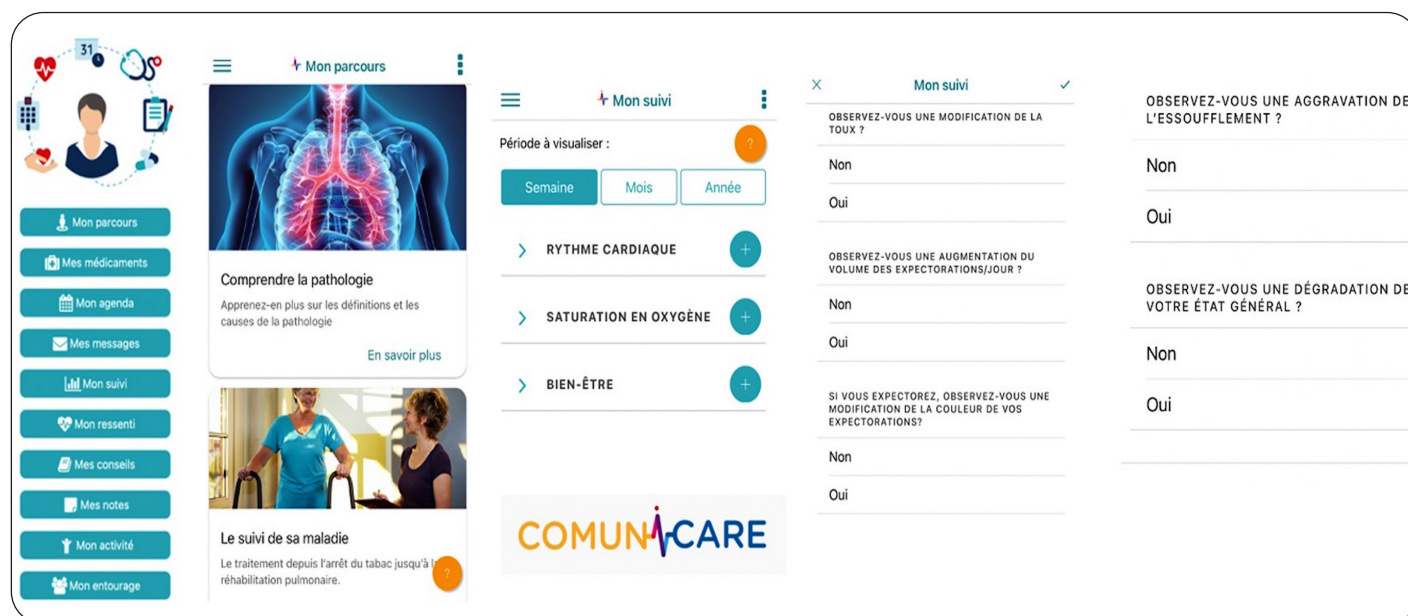 31
Mon parcours
Mes médicaments
Mon agenda
Mes messages
Mon suivi
Mon ressenti
Mes conseils
Mes notes
Mon activité
Mon entourage
Mon parcours
Comprendre la pathologie
Apprenez-en plus sur les définitions et les
causes de la pathologie
En savoir plus
Le suivi de sa maladie
Le traitement depuis l'arrêt du tabac jusqu'à
réhabilitation pulmonaire.
?
Mon suivi
Période à visualiser :
?
Semaine Mois Année
RYTHME CARDIAQUE
SATURATION EN OXYGÈNE
BIEN-ÊTRE
COMUNiCARE
Mon suivi
OBSERVEZ-VOUS UNE MODIFICATION DE LA
TOUX ?
Non
Oui
OBSERVEZ-VOUS UNE AUGMENTATION DU
VOLUME DES EXPECTORATIONS/JOUR ?
Non
Oui
SI VOUS EXPECTOREZ, OBSERVEZ-VOUS UNE
MODIFICATION DE LA COULEUR DE VOS
EXPECTORATIONS?
Non
Oui
OBSERVEZ-VOUS UNE AGGRAVATION DE
L'ESSOUFFLEMENT ?
Non
Oui
OBSERVEZ-VOUS UNE DÉGRADATION DE
VOTRE ÉTAT GÉNÉRAL ?
Non
Oui